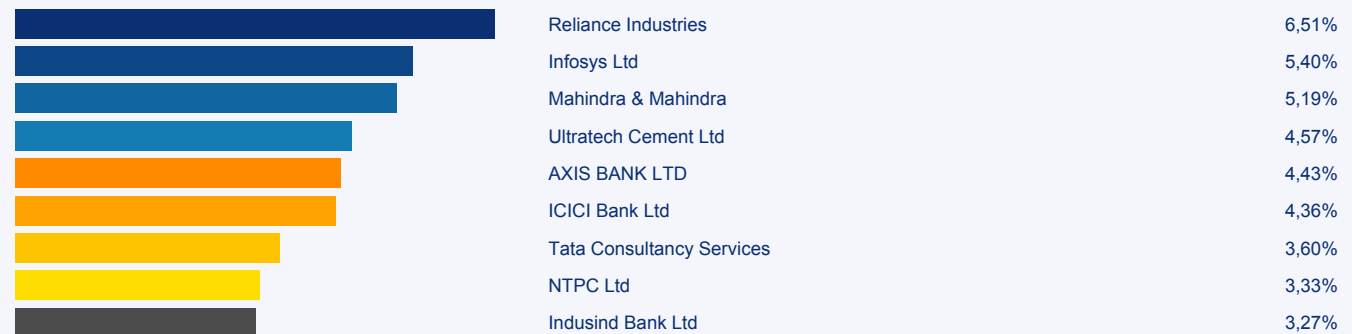 Reliance Industries 6,51%
Infosys Ltd 5,40%
Mahindra & Mahindra 5,19%
Ultratech Cement Ltd 4,57%
AXIS BANK LTD 4,43%
ICICI Bank Ltd 4,36%
Tata Consultancy Services 3,60%
NTPC Ltd 3,33%
Indusind Bank Ltd 3,27%